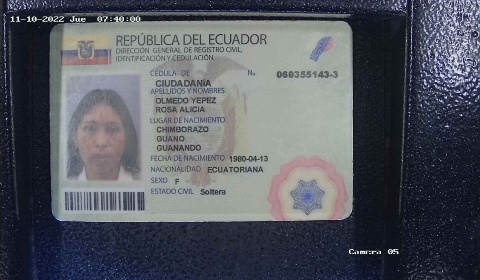 11-10-2022 Jue 07:40:00
REPÚBLICA DEL ECUADOR
DIRECCIÓN GENERAL DE REGISTRO CIVIL,
IDENTIFICACIÓN Y CEDULACIÓN
CÉDULA DE No. 060355143-3
CIUDADANÍA
APELLIDOS Y NOMBRES
OLMEDO YEPEZ
ROSA ALICIA
LUGAR DE NACIMIENTO
CHIMBORAZO
GUANO
GUANANDO
FECHA DE NACIMIENTO 1980-04-13
NACIONALIDAD ECUATORIANA
SEXO F
ESTADO CIVIL Soltera
Camera 05